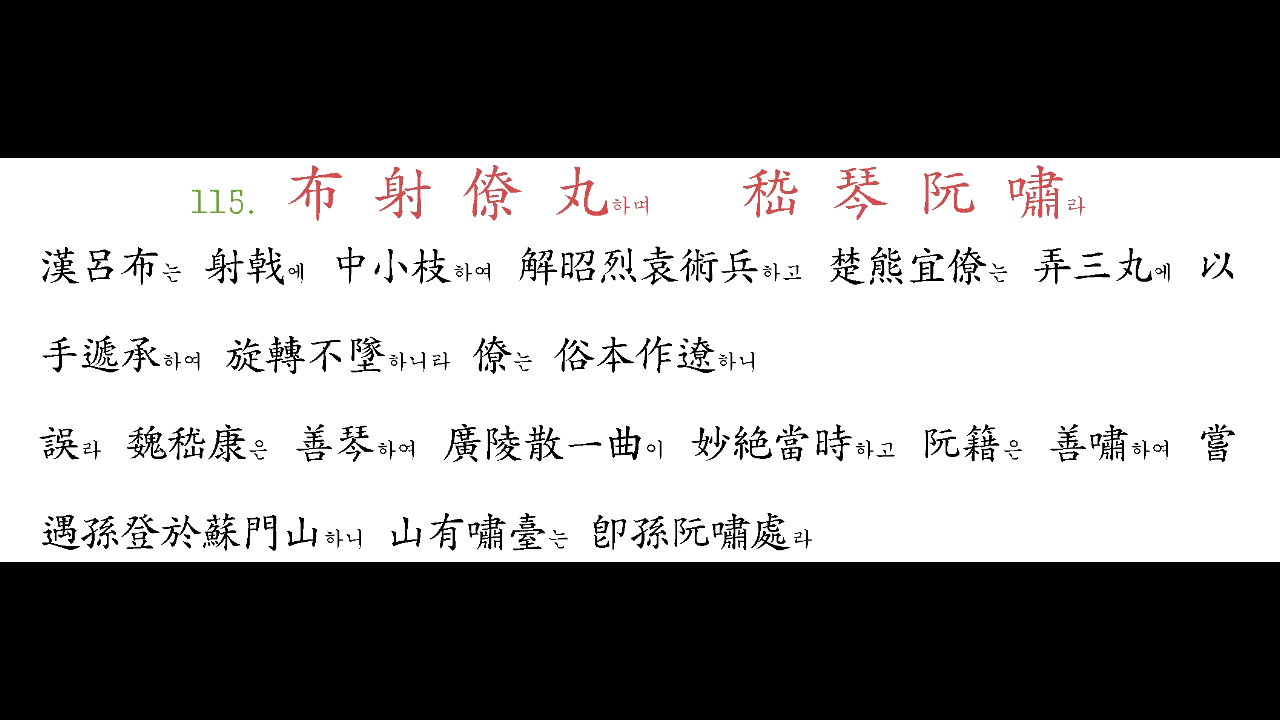 115. 布射僚丸하며 嵇琴阮嘯라
漢呂布는 射戟에 中小枝하여 解昭烈袁術兵하고 楚熊宜僚는 弄三丸에 以
手遞承하여 旋轉不墜하니라 僚는 俗本作遼하니
誤라 魏嵇康은 善琴하여 廣陵散一曲이 妙絶當時하고 阮籍은 善嘯하여 嘗
遇孫登於蘇門山하니 山有嘯臺는 卽孫阮嘯處라